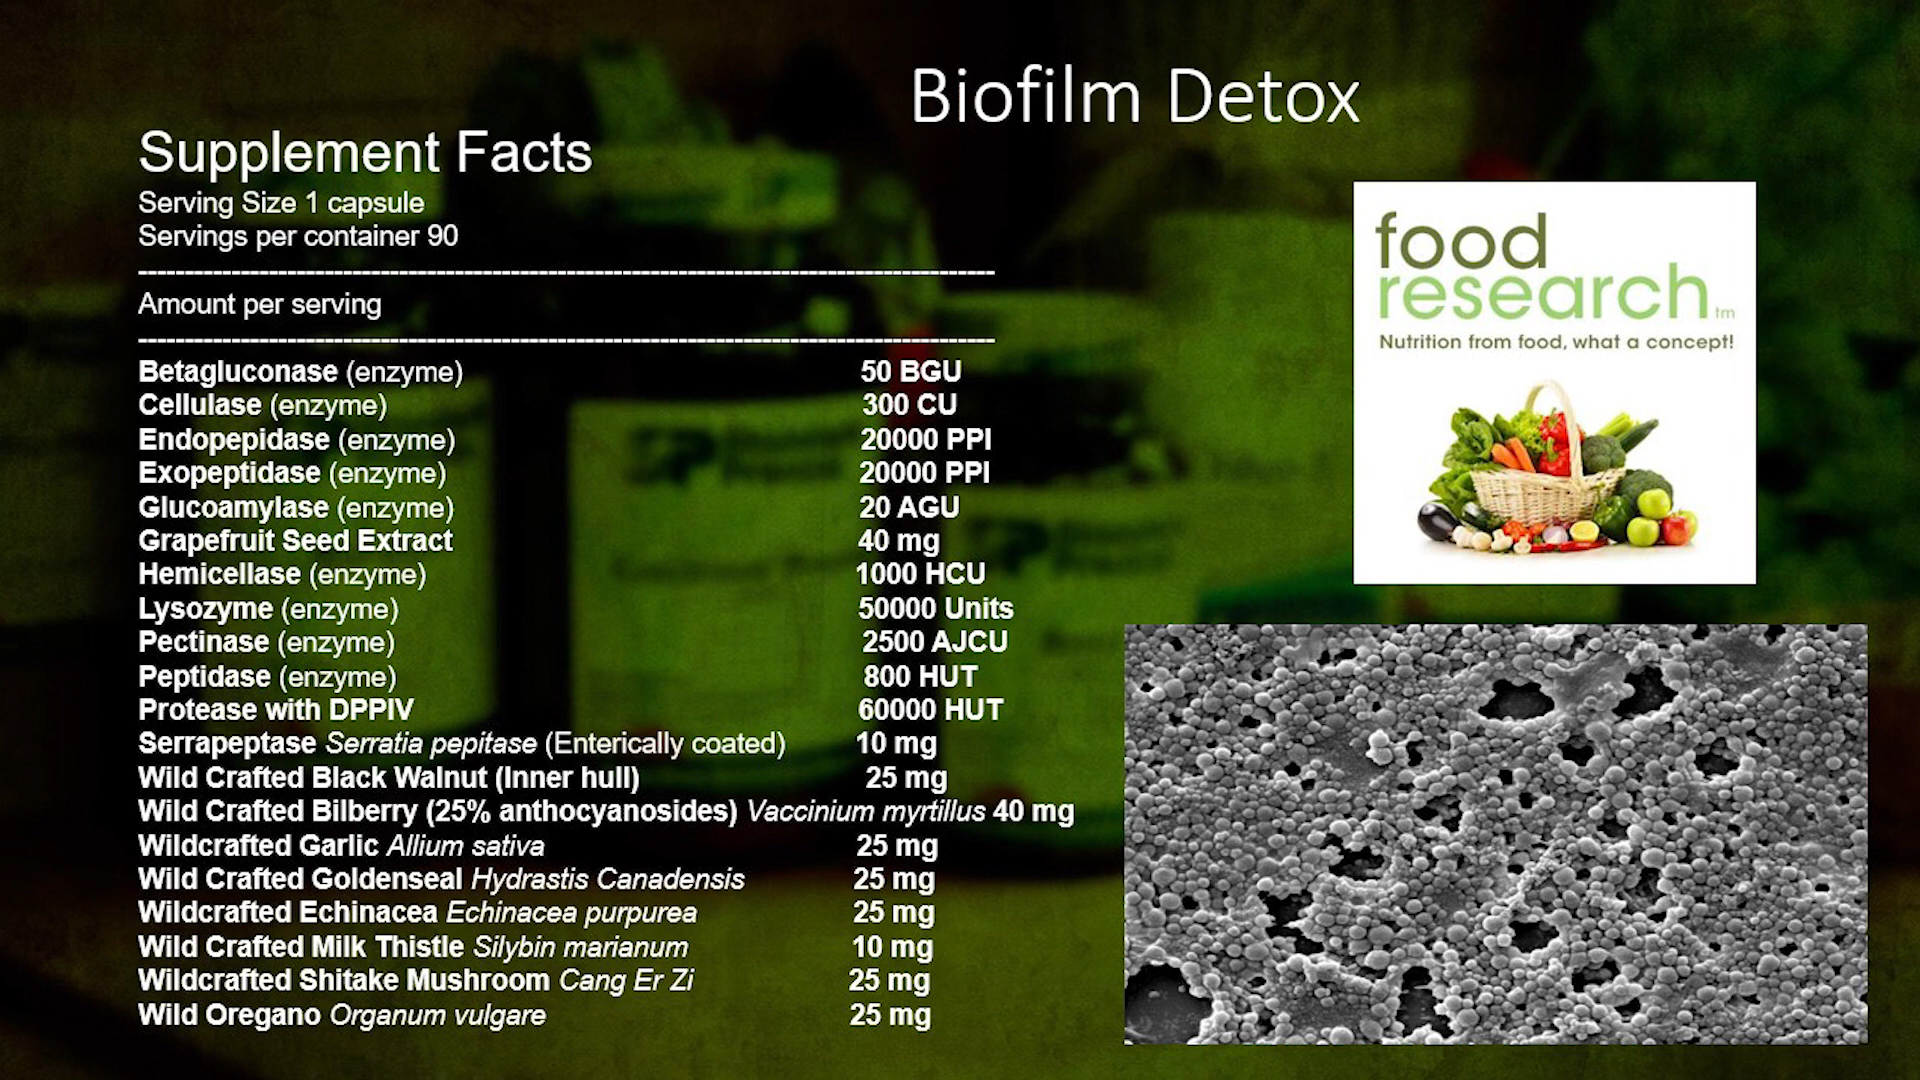 Biofilm Detox
Supplement Facts
Serving Size 1 capsule
Servings per container 90
--------------------------------------------------------------------------------------------
Amount per serving
--------------------------------------------------------------------------------------------
Betagluconase (enzyme) 50 BGU
Cellulase (enzyme) 300 CU
Endopepidase (enzyme) 20000 PPI
Exopeptidase (enzyme) 20000 PPI
Glucoamylase (enzyme) 20 AGU
Grapefruit Seed Extract 40 mg
Hemicellase (enzyme) 1000 HCU
Lysozyme (enzyme) 50000 Units
Pectinase (enzyme) 2500 AJCU
Peptidase (enzyme) 800 HUT
Protease with DPPIV 60000 HUT
Serrapeptase Serratia pepitase (Enterically coated) 10 mg
Wild Crafted Black Walnut (Inner hull) 25 mg
Wild Crafted Bilberry (25% anthocyanosides) Vaccinium myrtillus 40 mg
Wildcrafted Garlic Allium sativa 25 mg
Wild Crafted Goldenseal Hydrastis Canadensis 25 mg
Wildcrafted Echinacea Echinacea purpurea 25 mg
Wild Crafted Milk Thistle Silybin marianum 10 mg
Wildcrafted Shitake Mushroom Cang Er Zi 25 mg
Wild Oregano Organum vulgare 25 mg
food
research tm
Nutrition from food, what a concept!